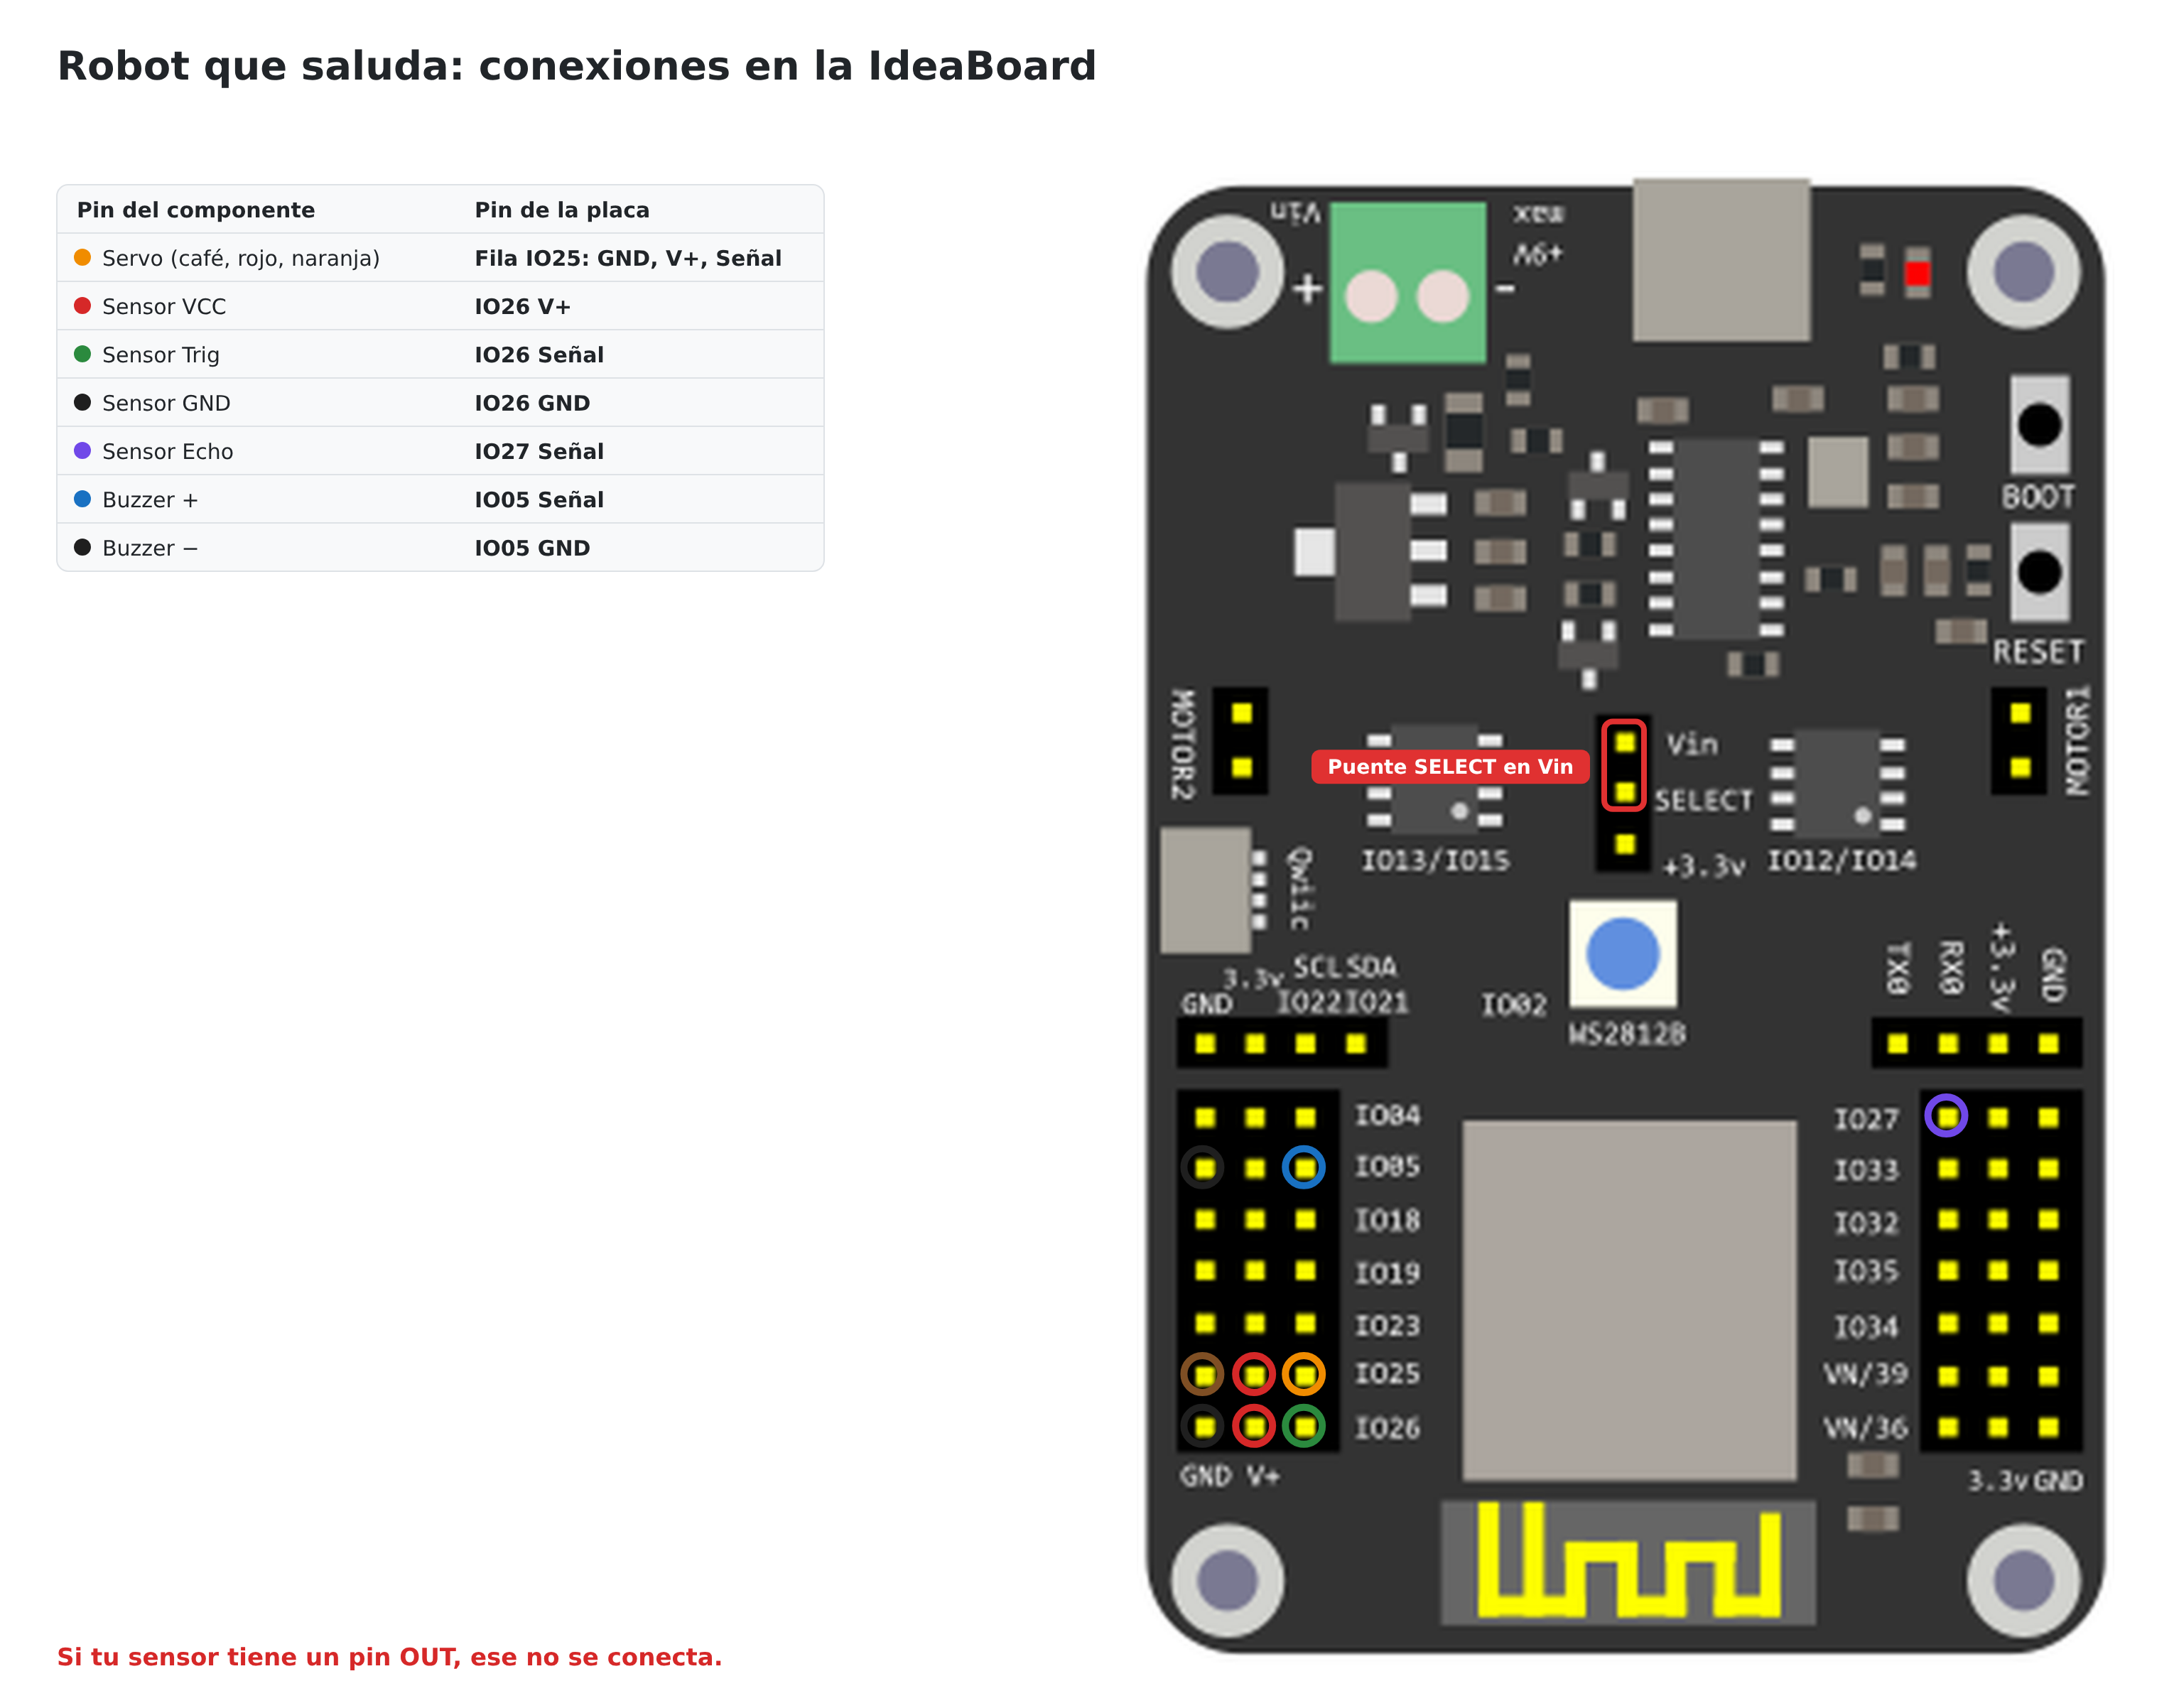 Robot que saluda: conexiones en la IdeaBoard
Pin del componente Pin de la placa
Servo (café, rojo, naranja) Fila IO25: GND, V+, Señal
Sensor VCC IO26 V+
Sensor Trig IO26 Señal
Sensor GND IO26 GND
Sensor Echo IO27 Señal
Buzzer + IO05 Señal
Buzzer − IO05 GND
Si tu sensor tiene un pin OUT, ese no se conecta.
Vin
max
+9V
+
-
BOOT
RESET
MOTOR2
MOTOR1
Puente SELECT en Vin
Vin
SELECT
+3.3v
IO13/IO15
IO12/IO14
Qwiic
3.3v SCL SDA
GND IO22 IO21
IO02
WS2812B
TX0 RX0 +3.3v GND
IO04
IO05
IO18
IO19
IO23
IO25
IO26
GND V+
IO27
IO33
IO32
IO35
IO34
VN/39
VN/36
3.3v GND